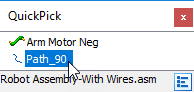 QuickPick
Arm Motor Neg
Path_90
Robot Assembly-With Wires.asm